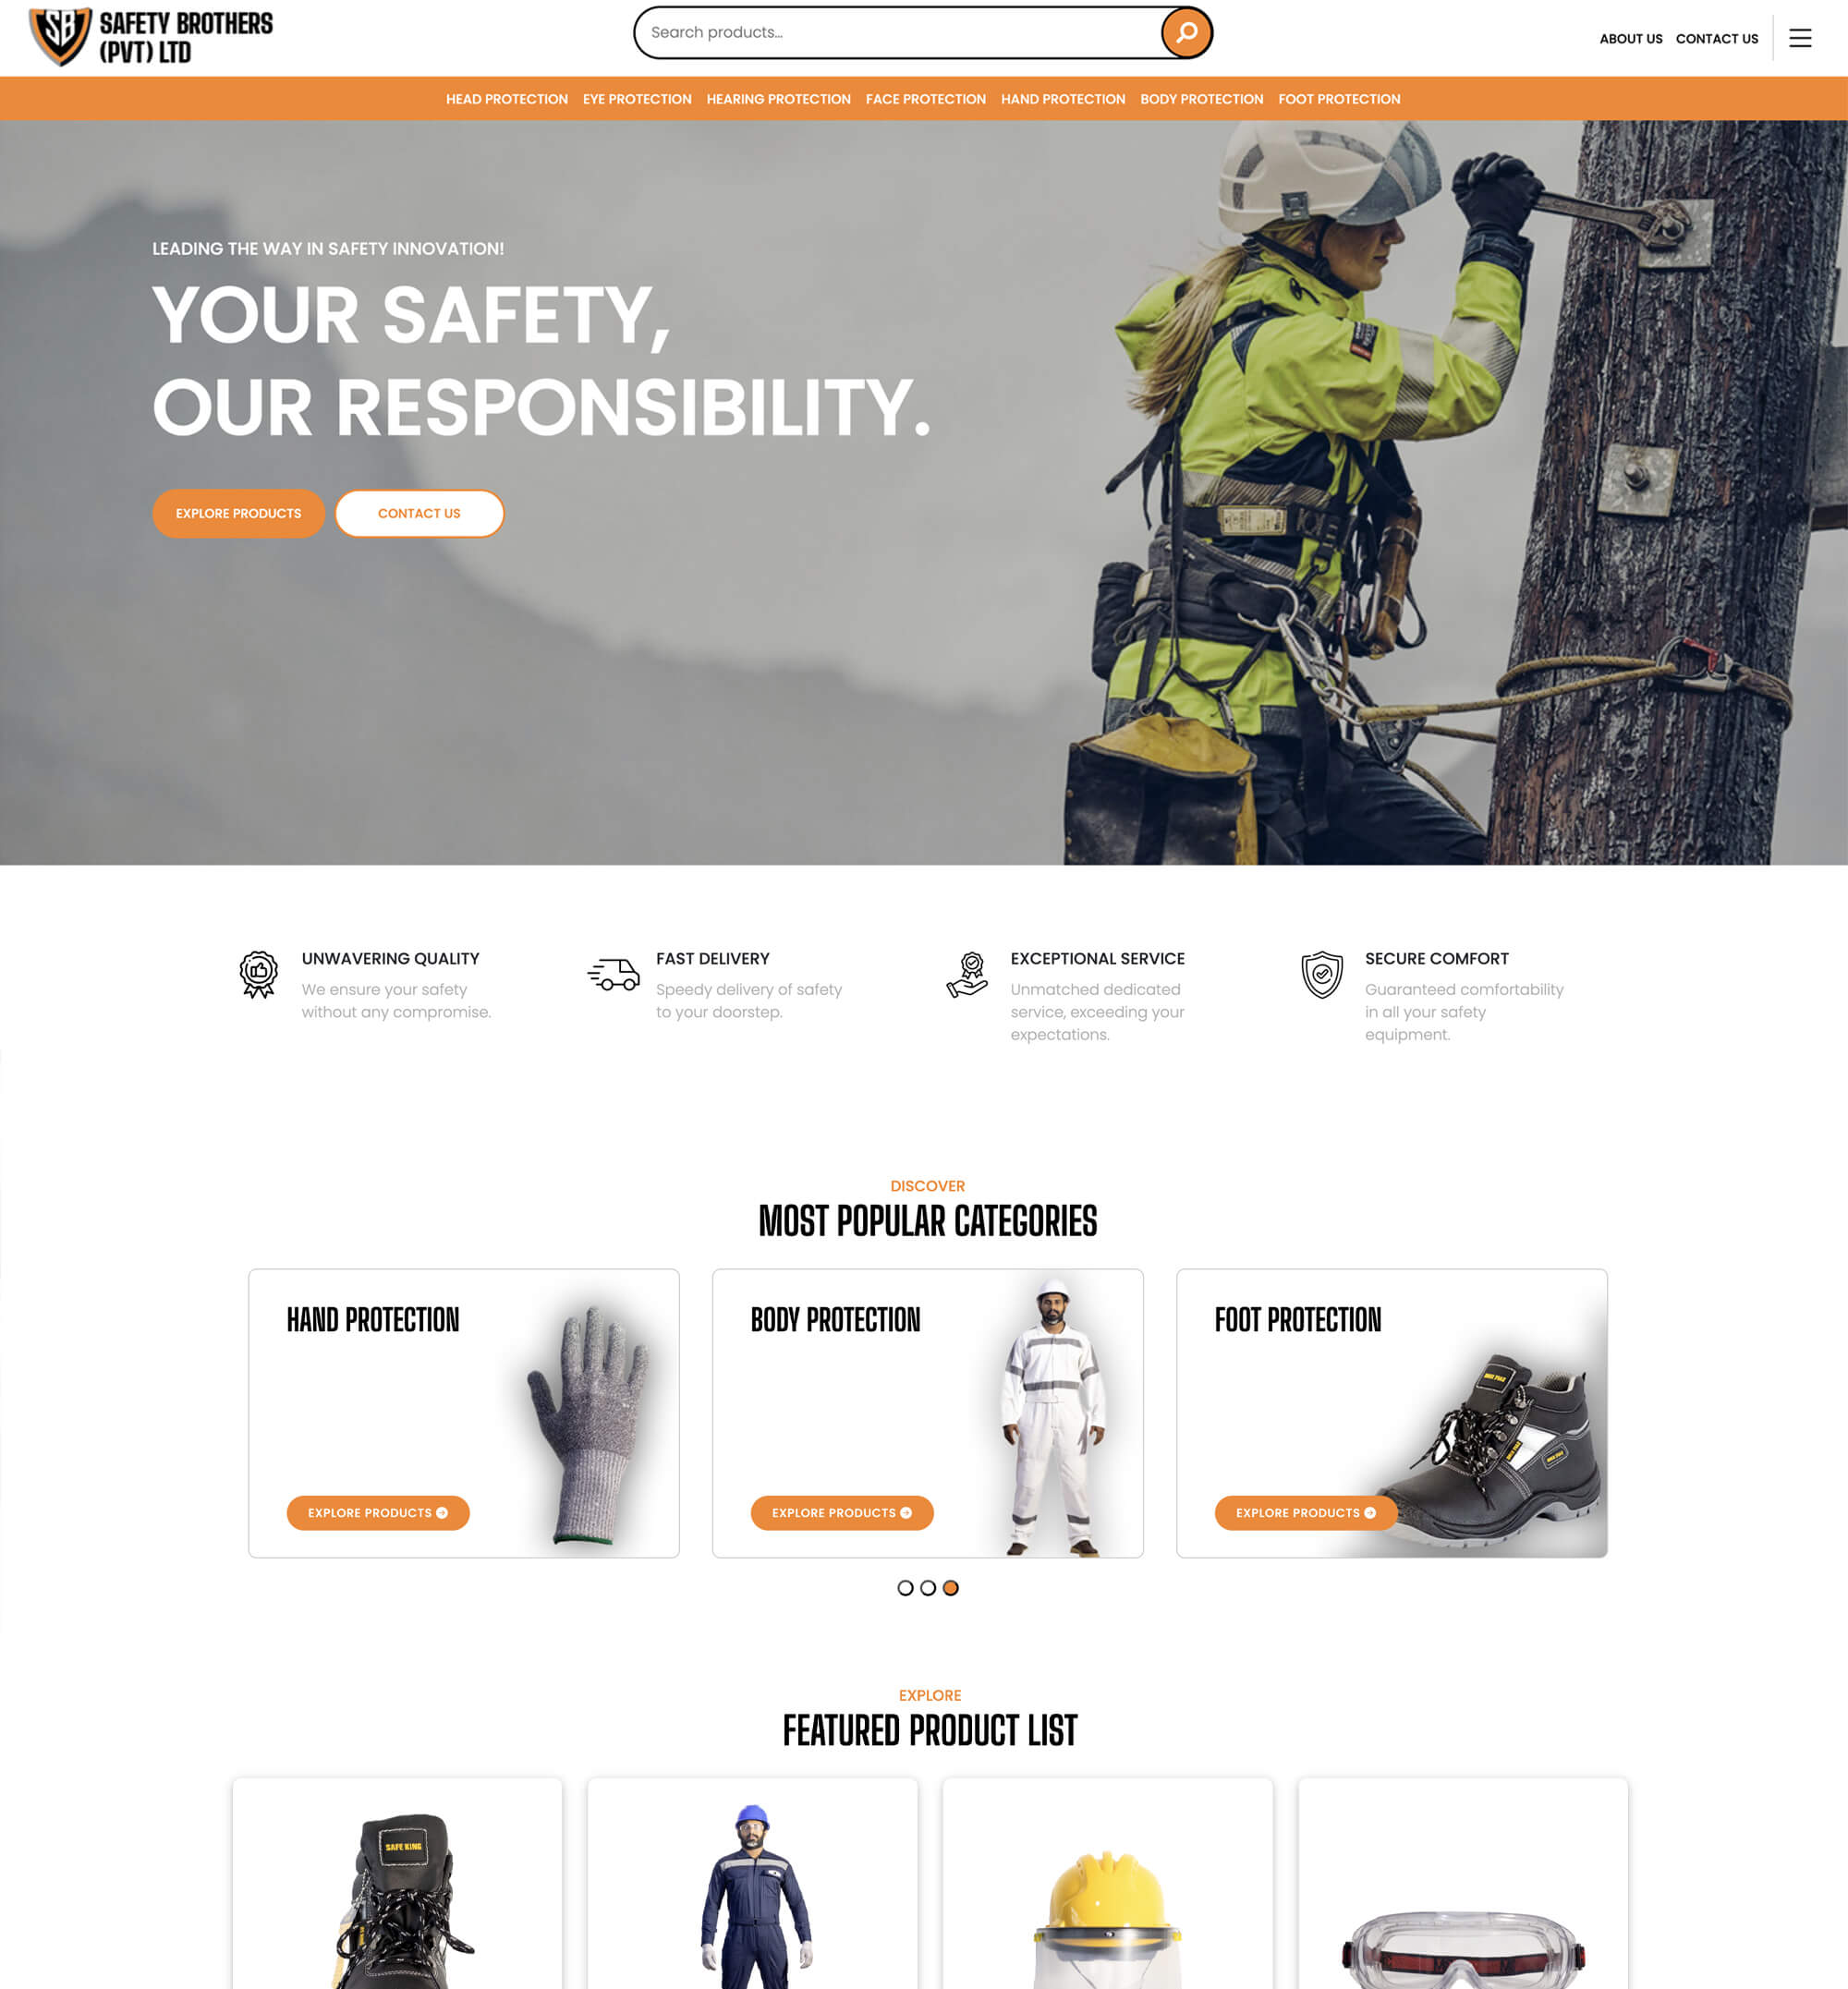 SB
SAFETY BROTHERS
(PVT) LTD
Search products...
ABOUT US CONTACT US
HEAD PROTECTION EYE PROTECTION HEARING PROTECTION FACE PROTECTION HAND PROTECTION BODY PROTECTION FOOT PROTECTION
LEADING THE WAY IN SAFETY INNOVATION!
YOUR SAFETY,
OUR RESPONSIBILITY.
EXPLORE PRODUCTS
CONTACT US
UNWAVERING QUALITY
We ensure your safety
without any compromise.
FAST DELIVERY
Speedy delivery of safety
to your doorstep.
EXCEPTIONAL SERVICE
Unmatched dedicated
service, exceeding your
expectations.
SECURE COMFORT
Guaranteed comfortability
in all your safety
equipment.
DISCOVER
MOST POPULAR CATEGORIES
HAND PROTECTION
EXPLORE PRODUCTS
BODY PROTECTION
EXPLORE PRODUCTS
FOOT PROTECTION
EXPLORE PRODUCTS
EXPLORE
FEATURED PRODUCT LIST
SAFE KING